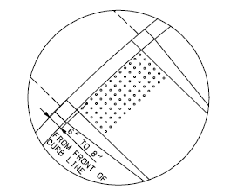 6" TO 8"
FROM FRONT OF
CURB LINE.